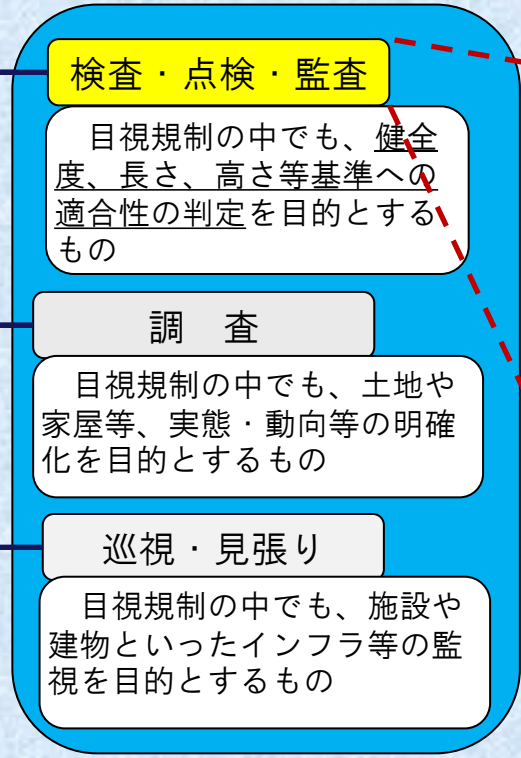 検査・点検・監査
目視規制の中でも、健全
度、長さ、高さ等基準への
適合性の判定を目的とする
もの
調　査
目視規制の中でも、土地や
家屋等、実態・動向等の明確
化を目的とするもの
巡視・見張り
目視規制の中でも、施設や
建物といったインフラ等の監
視を目的とするもの